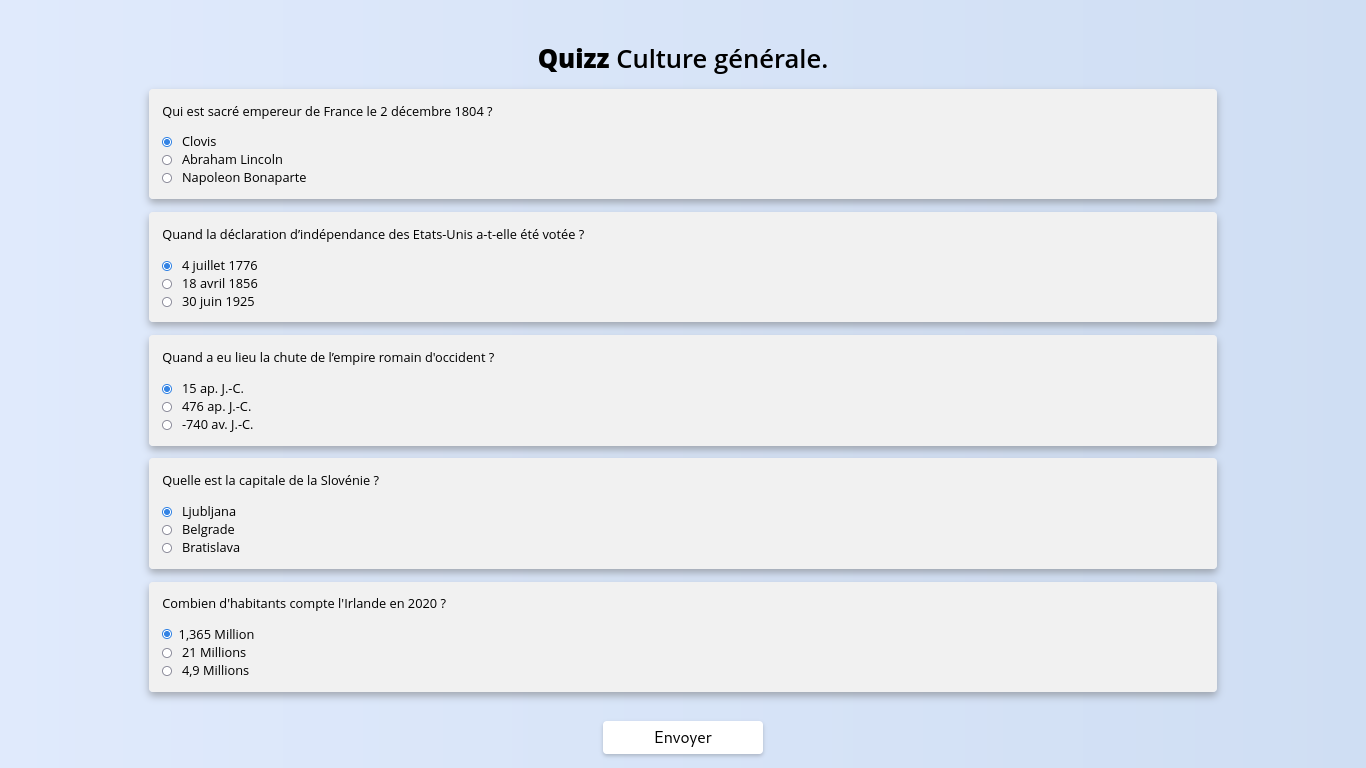 Quizz Culture générale.
Qui est sacré empereur de France le 2 décembre 1804 ?
Clovis
Abraham Lincoln
Napoleon Bonaparte
Quand la déclaration d’indépendance des Etats-Unis a-t-elle été votée ?
4 juillet 1776
18 avril 1856
30 juin 1925
Quand a eu lieu la chute de l’empire romain d'occident ?
15 ap. J.-C.
476 ap. J.-C.
-740 av. J.-C.
Quelle est la capitale de la Slovénie ?
Ljubljana
Belgrade
Bratislava
Combien d'habitants compte l'Irlande en 2020 ?
1,365 Million
21 Millions
4,9 Millions
Envoyer